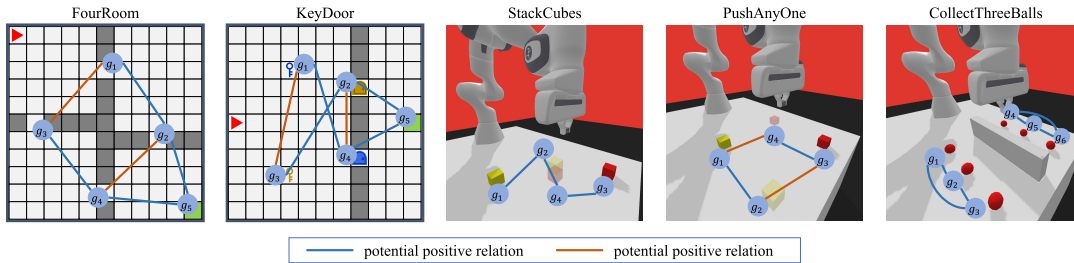 FourRoom
KeyDoor
StackCubes
PushAnyOne
CollectThreeBalls
g1
g2
g3
g4
g5
g1
g2
g3
g4
g5
g1
g2
g4
g3
g1
g4
g3
g2
g4
g5
g6
g1
g2
g3
potential positive relation
potential positive relation